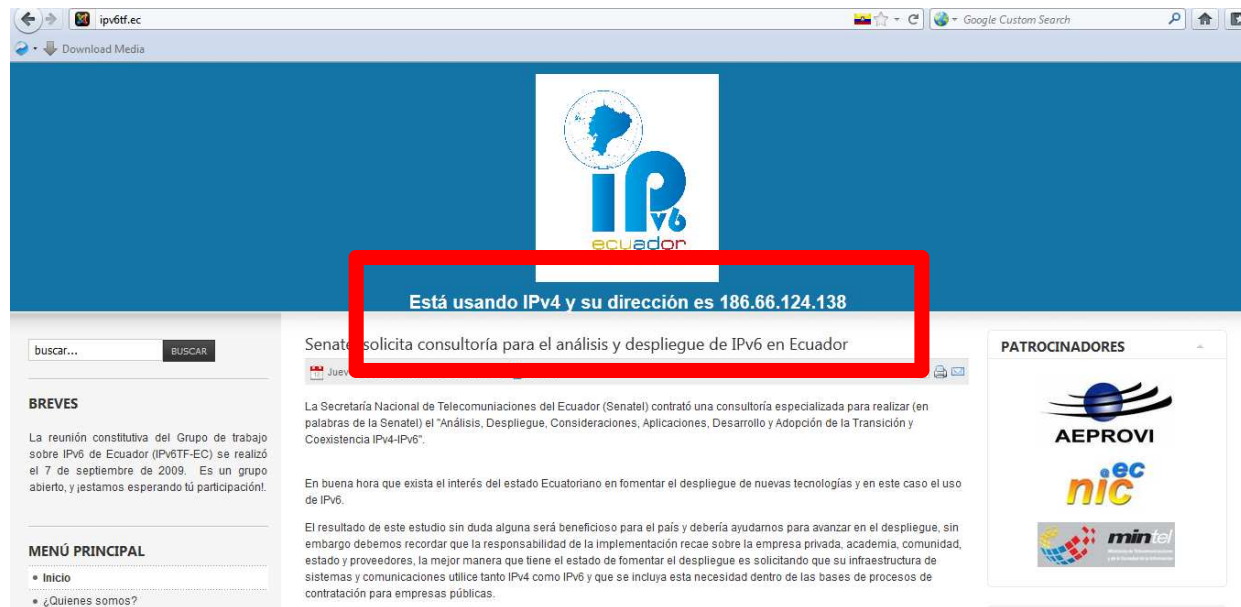 ipv6tf.ec
Google Custom Search
Download Media
IPv6
ecuador
Está usando IPv4 y su dirección es 186.66.124.138
buscar...
BUSCAR
BREVES
La reunión constitutiva del Grupo de trabajo
sobre IPv6 de Ecuador (IPv6TF-EC) se realizó
el 7 de septiembre de 2009. Es un grupo
abierto, y ¡estamos esperando tú participación!.
MENÚ PRINCIPAL
Inicio
¿Quienes somos?
Senate solicita consultoría para el análisis y despliegue de IPv6 en Ecuador
Juev
La Secretaría Nacional de Telecomuniaciones del Ecuador (Senatel) contrató una consultoría especializada para realizar (en
palabras de la Senatel) el "Análisis, Despliegue, Consideraciones, Aplicaciones, Desarrollo y Adopción de la Transición y
Coexistencia IPv4-IPv6".
En buena hora que exista el interés del estado Ecuatoriano en fomentar el despliegue de nuevas tecnologías y en este caso el uso
de IPv6.
El resultado de este estudio sin duda alguna será beneficioso para el país y debería ayudarnos para avanzar en el despliegue, sin
embargo debemos recordar que la responsabilidad de la implementación recae sobre la empresa privada, academia, comunidad,
estado y proveedores, la mejor manera que tiene el estado de fomentar el despliegue es solicitando que su infraestructura de
sistemas y comunicaciones utilice tanto IPv4 como IPv6 y que se incluya esta necesidad dentro de las bases de procesos de
contratación para empresas públicas.
PATROCINADORES
AEPROVI
nic.ec
mintel